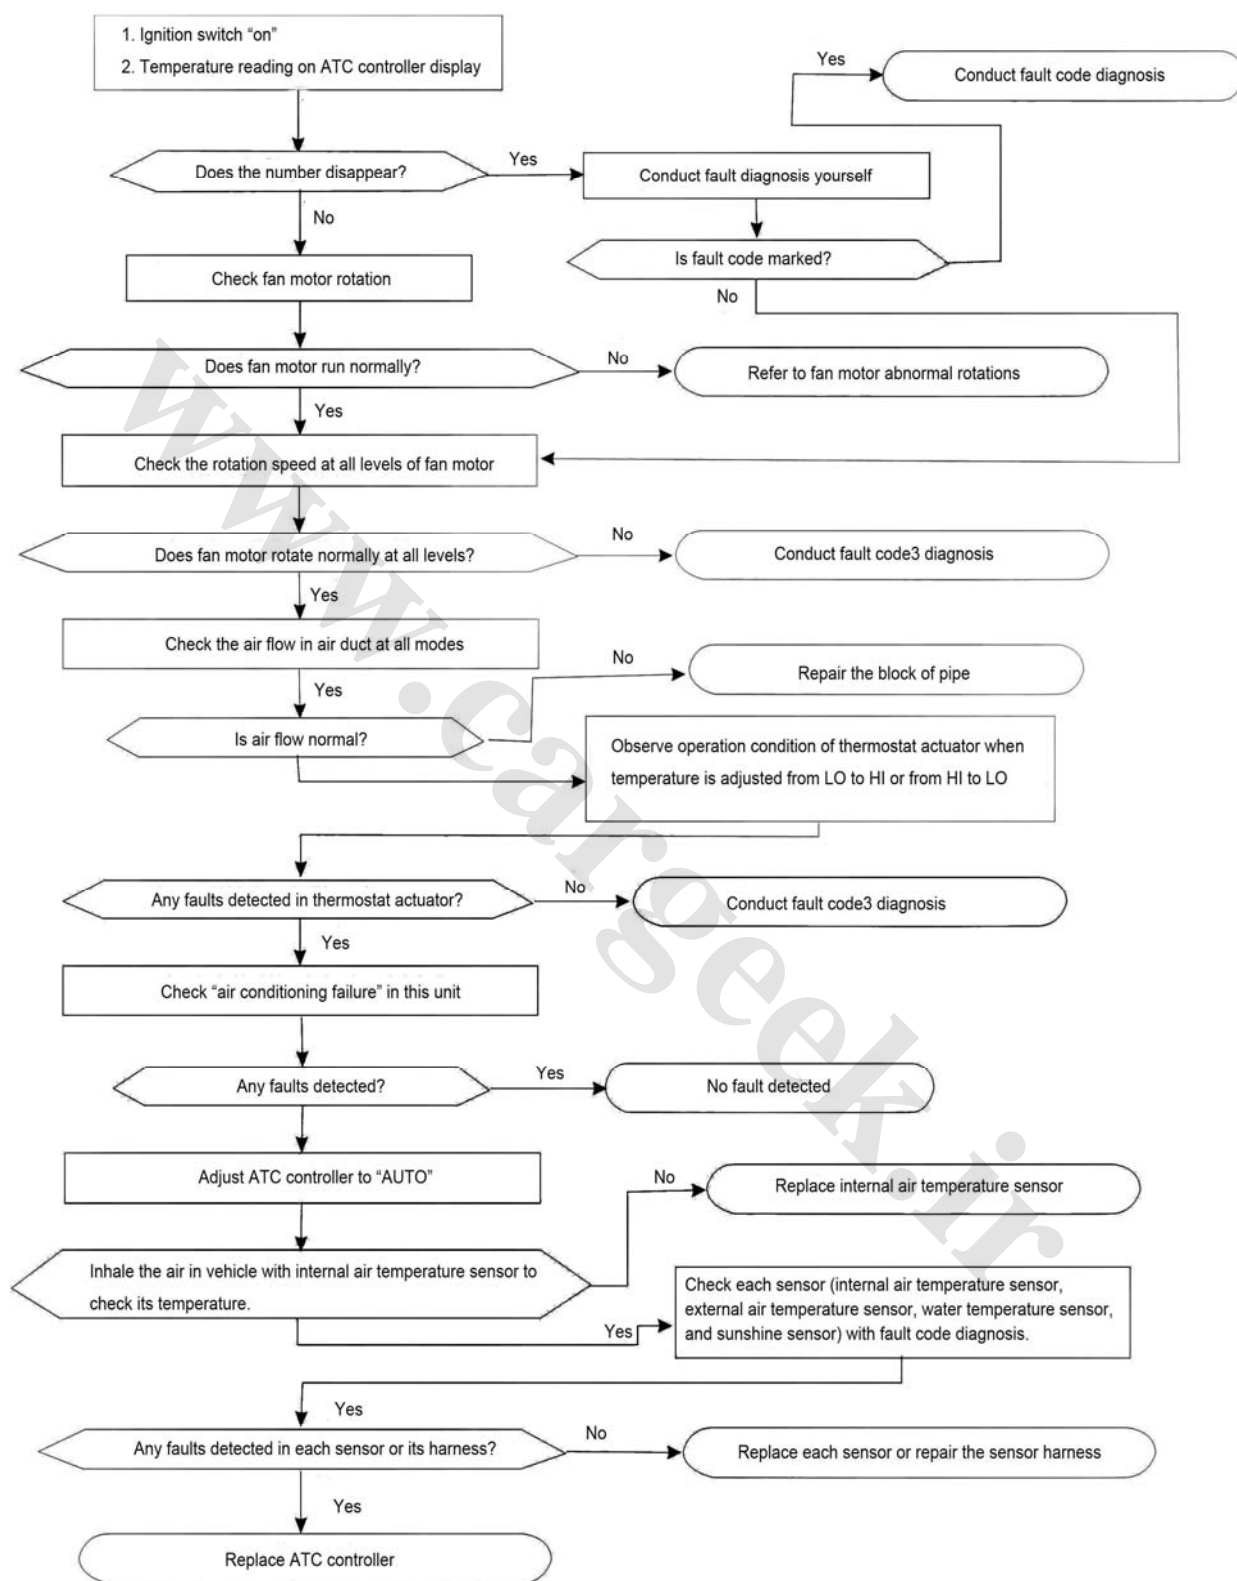 1. Ignition switch “on”
2. Temperature reading on ATC controller display
Yes
Conduct fault code diagnosis
Does the number disappear?
Yes
Conduct fault diagnosis yourself
No
Is fault code marked?
No
Check fan motor rotation
Does fan motor run normally?
No
Refer to fan motor abnormal rotations
Yes
Check the rotation speed at all levels of fan motor
Does fan motor rotate normally at all levels?
No
Conduct fault code3 diagnosis
Yes
Check the air flow in air duct at all modes
No
Repair the block of pipe
Yes
Is air flow normal?
Observe operation condition of thermostat actuator when
temperature is adjusted from LO to HI or from HI to LO
Any faults detected in thermostat actuator?
No
Conduct fault code3 diagnosis
Yes
Check “air conditioning failure” in this unit
Any faults detected?
Yes
No fault detected
Adjust ATC controller to “AUTO”
No
Replace internal air temperature sensor
Inhale the air in vehicle with internal air temperature sensor to
check its temperature.
Yes
Check each sensor (internal air temperature sensor,
external air temperature sensor, water temperature sensor,
and sunshine sensor) with fault code diagnosis.
Yes
Any faults detected in each sensor or its harness?
No
Replace each sensor or repair the sensor harness
Yes
Replace ATC controller
www.cargeek.ir